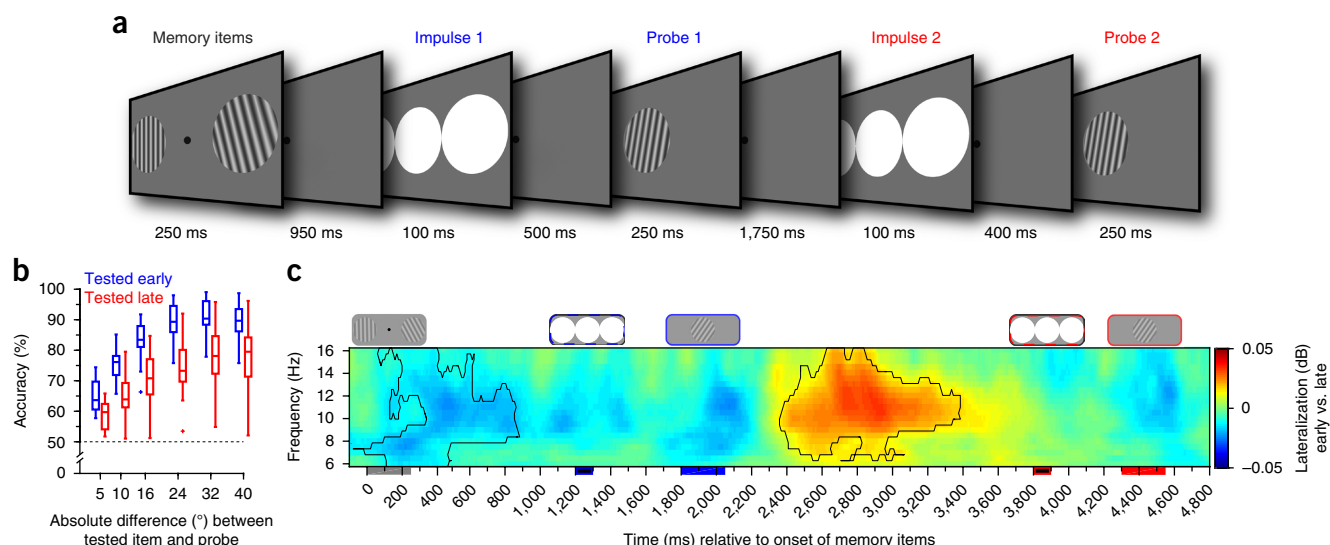 a
Memory items
Impulse 1
Probe 1
Impulse 2
Probe 2
250 ms
950 ms
100 ms
500 ms
250 ms
1,750 ms
100 ms
400 ms
250 ms
b
Tested early
Tested late
Accuracy (%)
100
90
80
70
60
50
0
5
10
16
24
32
40
Absolute difference (°) between
tested item and probe
c
Frequency (Hz)
16
14
12
10
8
6
0
200
400
600
800
1,000
1,200
1,400
1,600
1,800
2,000
2,200
2,400
2,600
2,800
3,000
3,200
3,400
3,600
3,800
4,000
4,200
4,400
4,600
4,800
Time (ms) relative to onset of memory items
0.05
0
−0.05
Lateralization (dB)
early vs. late